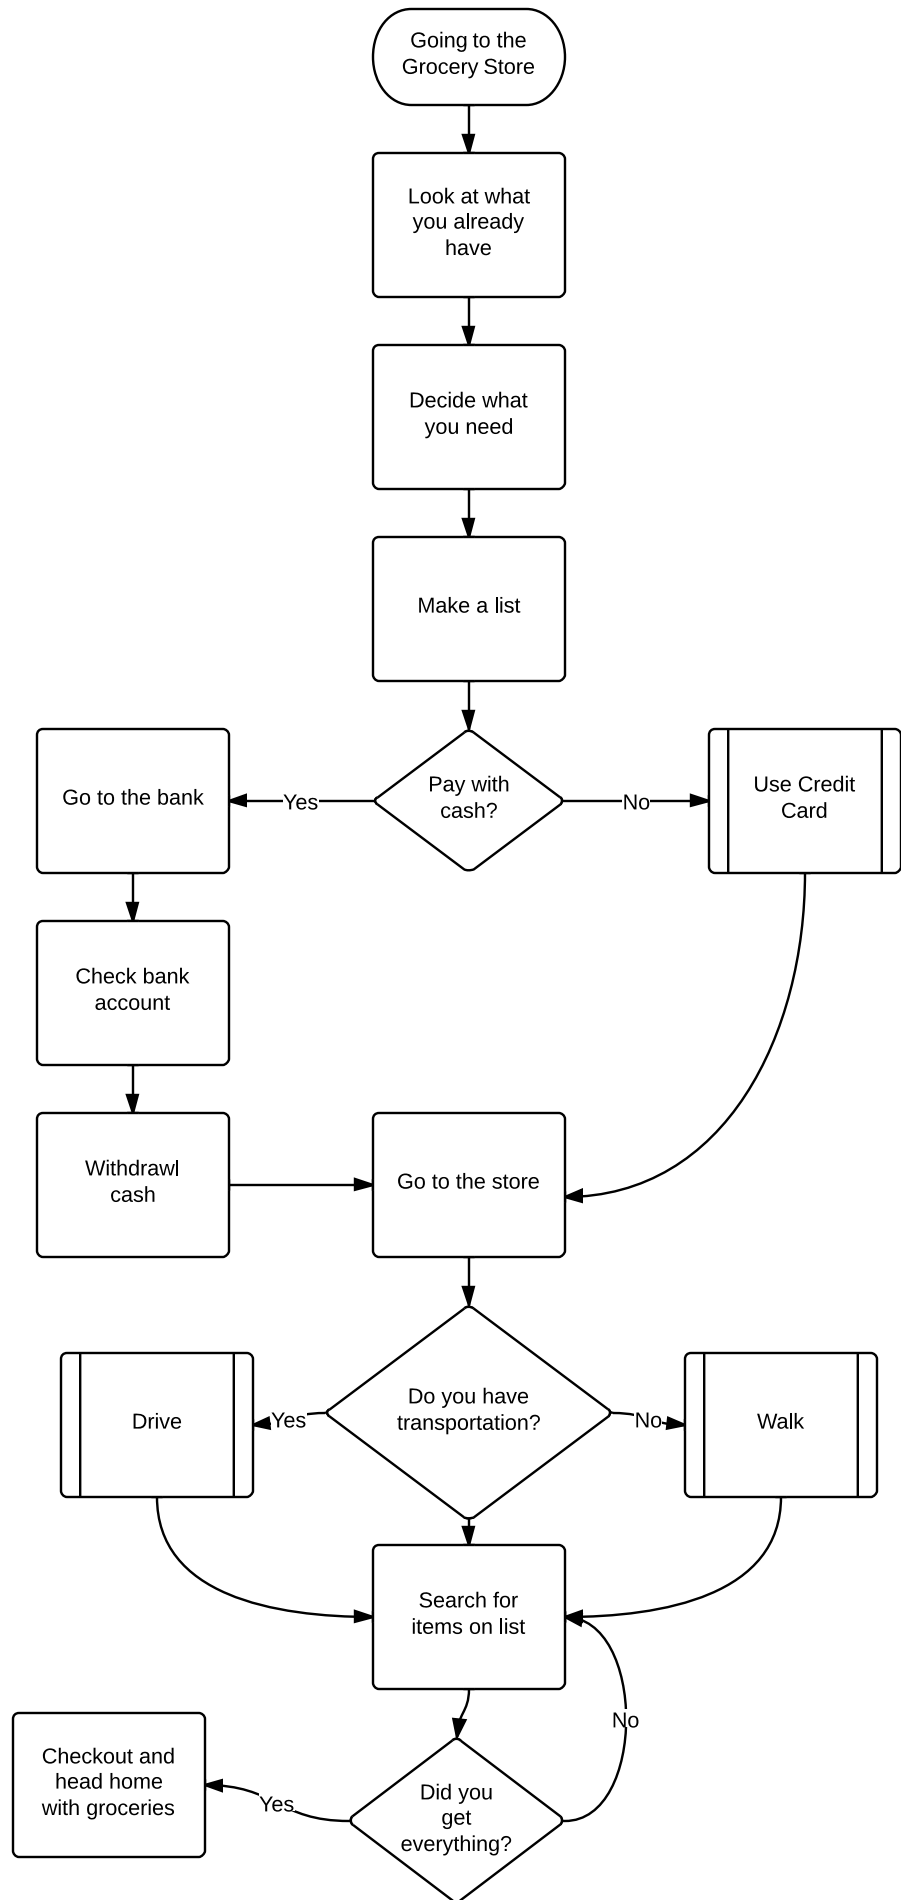 Going to the
Grocery Store
Look at what
you already
have
Decide what
you need
Make a list
Go to the bank
Yes
Pay with
cash?
No
Use Credit
Card
Check bank
account
Withdrawl
cash
Go to the store
Drive
Yes
Do you have
transportation?
No
Walk
Search for
items on list
No
Checkout and
head home
with groceries
Yes
Did you
get
everything?